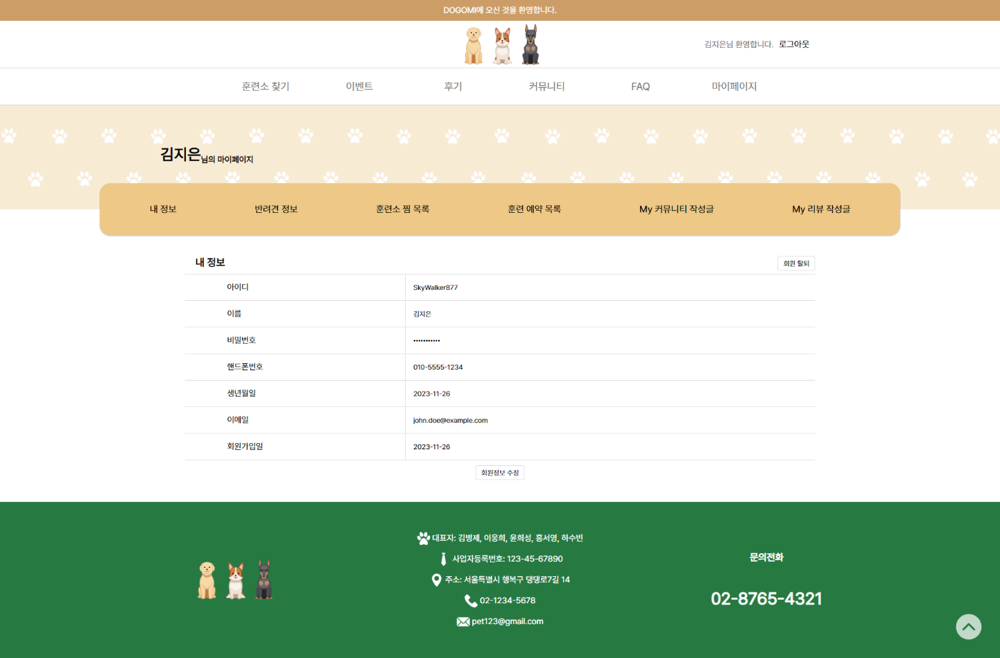 DOGOMI에 오신 것을 환영합니다.
김지은님 환영합니다. 로그아웃
훈련소 찾기 이벤트 후기 커뮤니티 FAQ 마이페이지
김지은님의 마이페이지
내 정보 반려견 정보 훈련소 찜 목록 훈련 예약 목록 My 커뮤니티 작성글 My 리뷰 작성글
내 정보 회원 탈퇴
아이디 SkyWalker877
이름 김지은
비밀번호 •••••••••••
핸드폰번호 010-5555-1234
생년월일 2023-11-26
이메일 john.doe@example.com
회원가입일 2023-11-26
회원정보 수정
대표자: 김병제, 이웅희, 윤희성, 홍서영, 하수빈
사업자등록번호: 123-45-67890
주소: 서울특별시 행복구 댕댕로7길 14
02-1234-5678
pet123@gmail.com
문의전화
02-8765-4321